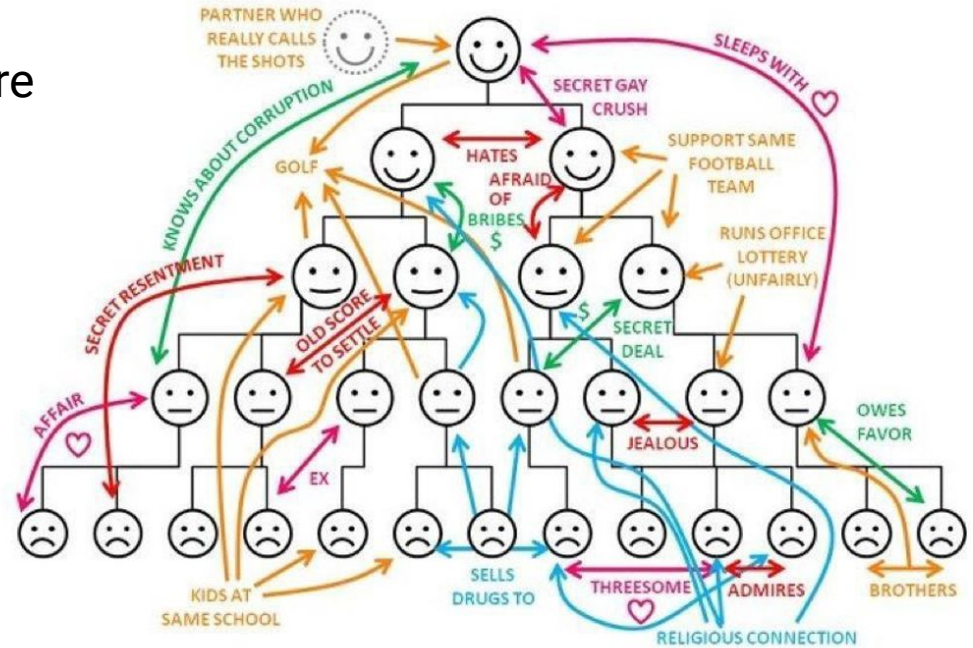 PARTNER WHO
REALLY CALLS
THE SHOTS
re
SLEEPS WITH
SECRET GAY
CRUSH
KNOWS ABOUT CORRUPTION
HATES
SUPPORT SAME
FOOTBALL
TEAM
GOLF
AFRAID
OF
BRIBES
$
RUNS OFFICE
LOTTERY
(UNFAIRLY)
SECRET RESENTMENT
OLD SCORE
TO SETTLE
$
SECRET
DEAL
AFFAIR
OWES
FAVOR
JEALOUS
EX
SELLS
DRUGS TO
THREESOME
ADMIRES
BROTHERS
KIDS AT
SAME SCHOOL
RELIGIOUS CONNECTION